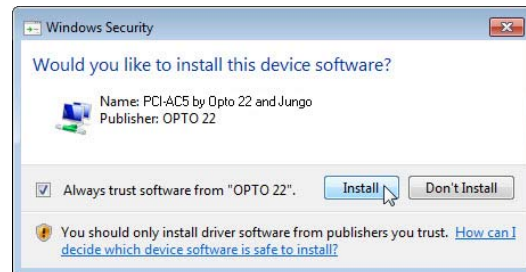 Windows Security
Would you like to install this device software?
Name: PCI-AC5 by Opto 22 and Jungo
Publisher: OPTO 22
Always trust software from "OPTO 22".
Install
Don't Install
You should only install driver software from publishers you trust. How can I
decide which device software is safe to install?